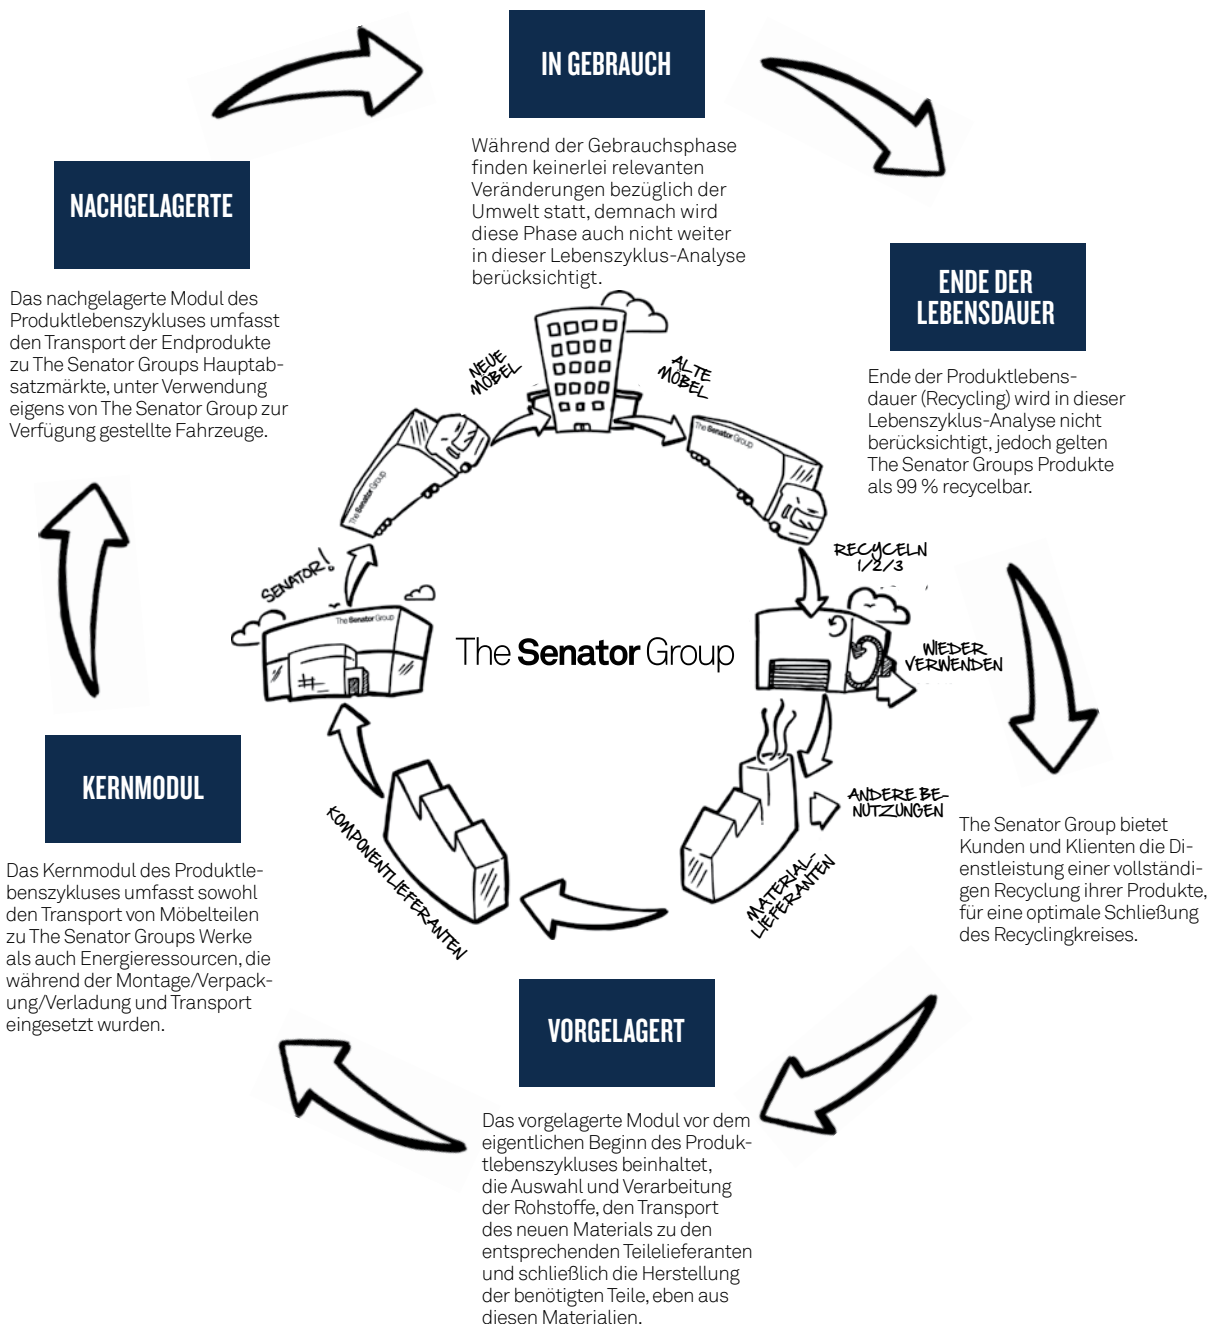 IN GEBRAUCH
Während der Gebrauchsphase
finden keinerlei relevanten
Veränderungen bezüglich der
Umwelt statt, demnach wird
diese Phase auch nicht weiter
in dieser Lebenszyklus-Analyse
berücksichtigt.
NACHGELAGERTE
Das nachgelagerte Modul des
Produktlebenszykluses umfasst
den Transport der Endprodukte
zu The Senator Groups Hauptab-
satzmärkte, unter Verwendung
eigens von The Senator Group zur
Verfügung gestellte Fahrzeuge.
ENDE DER
LEBENSDAUER
Ende der Produktlebens-
dauer (Recycling) wird in dieser
Lebenszyklus-Analyse nicht
berücksichtigt, jedoch gelten
The Senator Groups Produkte
als 99 % recycelbar.
NEUE
MÖBEL
ALTE
MÖBEL
The Senator Group
The Senator Group
RECYCELN
1/2/3
SENATOR!
The Senator Group
The Senator Group
WIEDER
VERWENDEN
KERNMODUL
Das Kernmodul des Produktle-
benszykluses umfasst sowohl
den Transport von Möbelteilen
zu The Senator Groups Werke
als auch Energieressourcen, die
während der Montage/Verpack-
ung/Verladung und Transport
eingesetzt wurden.
KOMPONENTLIEFERANTEN
MATERIAL-
LIEFERANTEN
ANDERE BE-
NUTZUNGEN
The Senator Group bietet
Kunden und Klienten die Di-
enstleistung einer vollständi-
gen Recyclung ihrer Produkte,
für eine optimale Schließung
des Recyclingkreises.
VORGELAGERT
Das vorgelagerte Modul vor dem
eigentlichen Beginn des Produk-
tlebenszykluses beinhaltet,
die Auswahl und Verarbeitung
der Rohstoffe, den Transport
des neuen Materials zu den
entsprechenden Teilelieferanten
und schließlich die Herstellung
der benötigten Teile, eben aus
diesen Materialien.